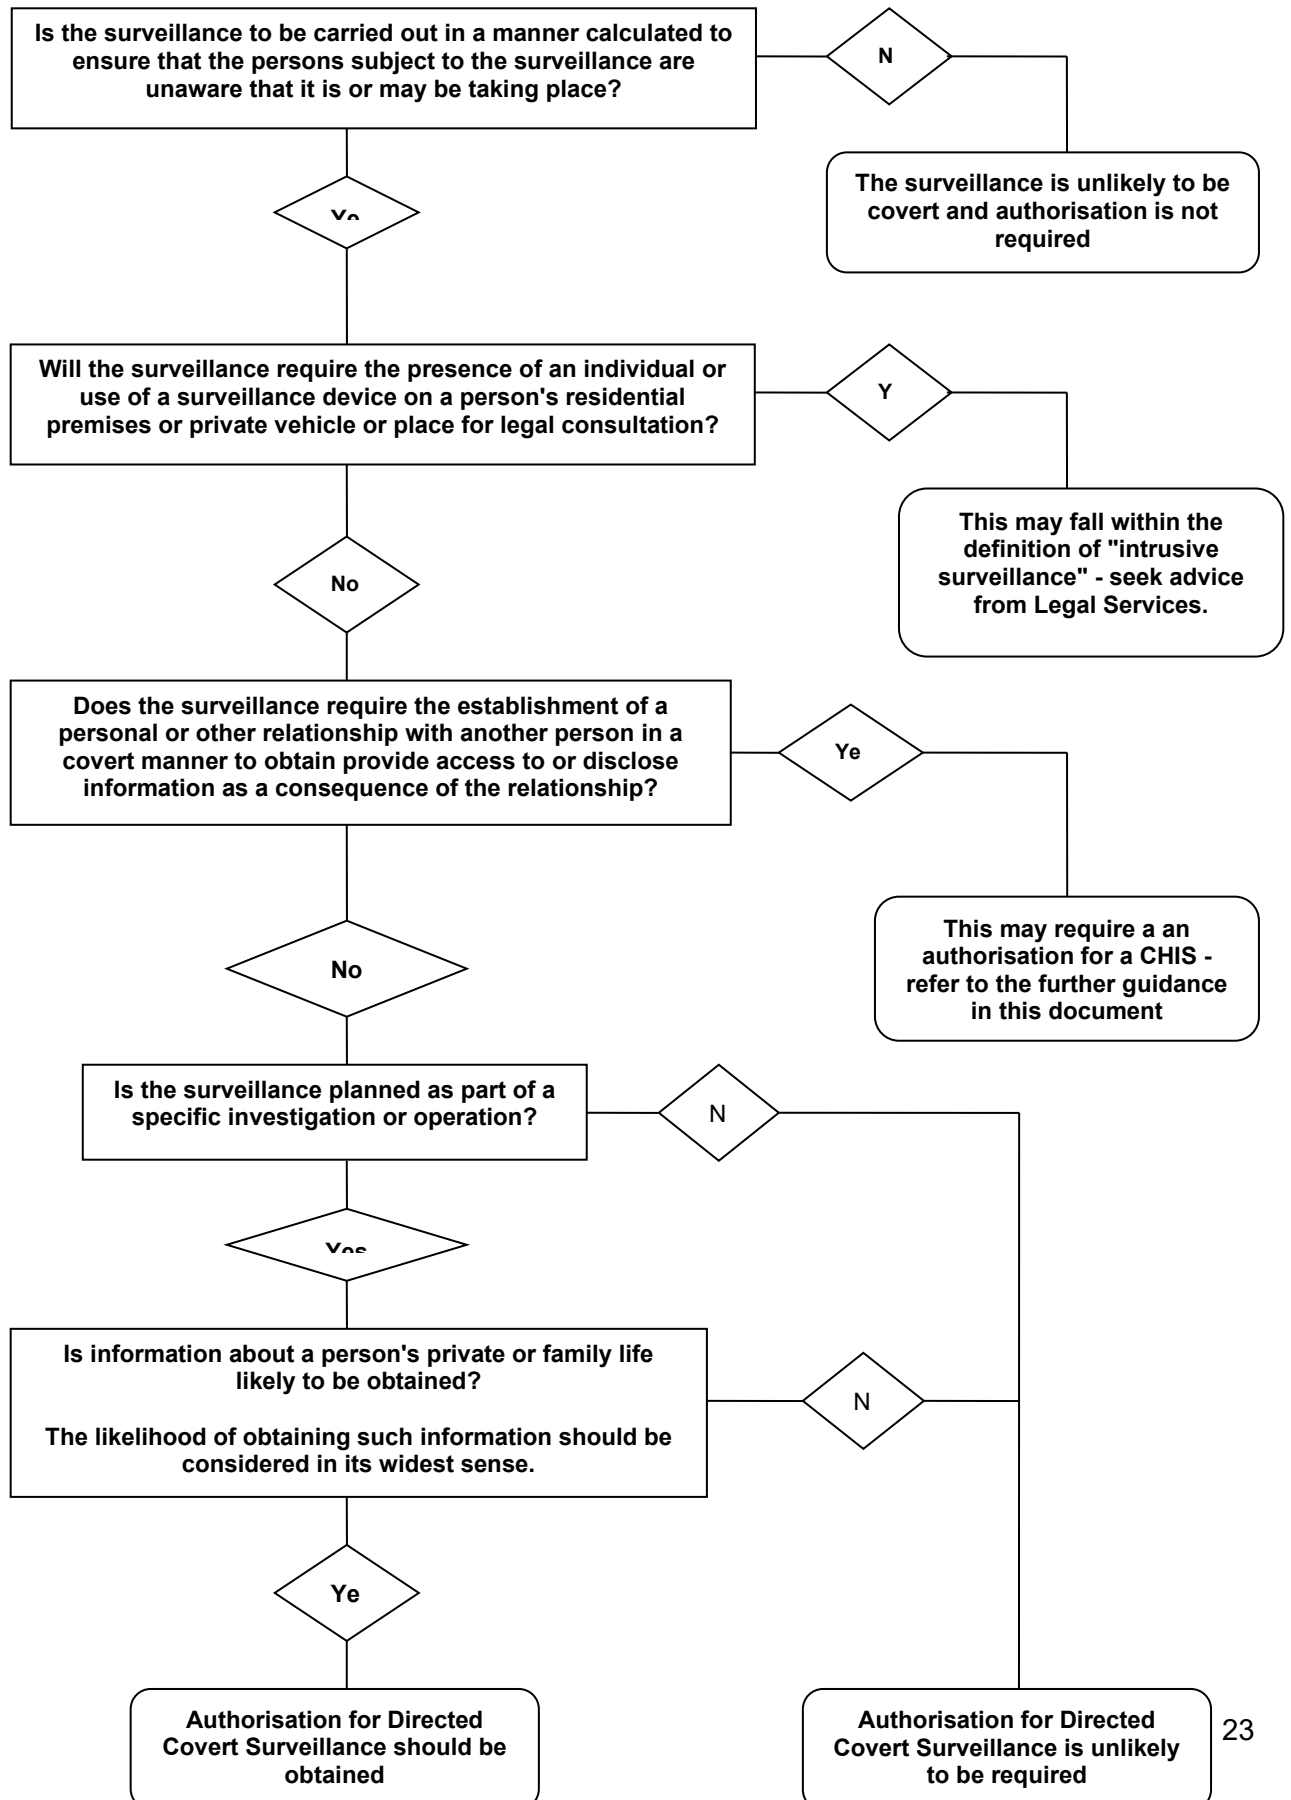 Is the surveillance to be carried out in a manner calculated to
ensure that the persons subject to the surveillance are
unaware that it is or may be taking place?
N
The surveillance is unlikely to be
covert and authorisation is not
required
Ye
Will the surveillance require the presence of an individual or
use of a surveillance device on a person's residential
premises or private vehicle or place for legal consultation?
Y
This may fall within the
definition of "intrusive
surveillance" - seek advice
from Legal Services.
No
Does the surveillance require the establishment of a
personal or other relationship with another person in a
covert manner to obtain provide access to or disclose
information as a consequence of the relationship?
Ye
This may require a an
authorisation for a CHIS -
refer to the further guidance
in this document
No
Is the surveillance planned as part of a
specific investigation or operation?
N
Yes
Is information about a person's private or family life
likely to be obtained?
The likelihood of obtaining such information should be
considered in its widest sense.
N
Ye
Authorisation for Directed
Covert Surveillance should be
obtained
Authorisation for Directed
Covert Surveillance is unlikely
to be required
23